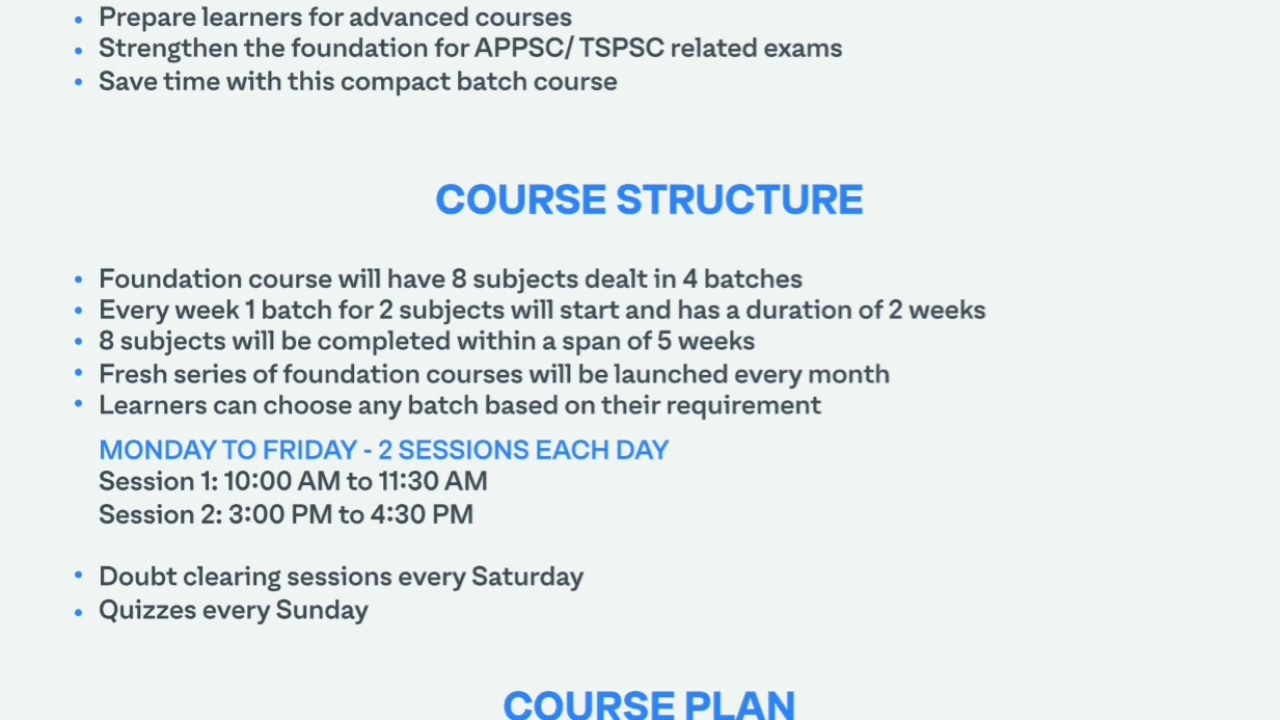 • Prepare learners for advanced courses
• Strengthen the foundation for APPSC/ TSPSC related exams
• Save time with this compact batch course
COURSE STRUCTURE
• Foundation course will have 8 subjects dealt in 4 batches
• Every week 1 batch for 2 subjects will start and has a duration of 2 weeks
• 8 subjects will be completed within a span of 5 weeks
• Fresh series of foundation courses will be launched every month
• Learners can choose any batch based on their requirement
MONDAY TO FRIDAY - 2 SESSIONS EACH DAY
Session 1: 10:00 AM to 11:30 AM
Session 2: 3:00 PM to 4:30 PM
• Doubt clearing sessions every Saturday
• Quizzes every Sunday
COURSE PLAN